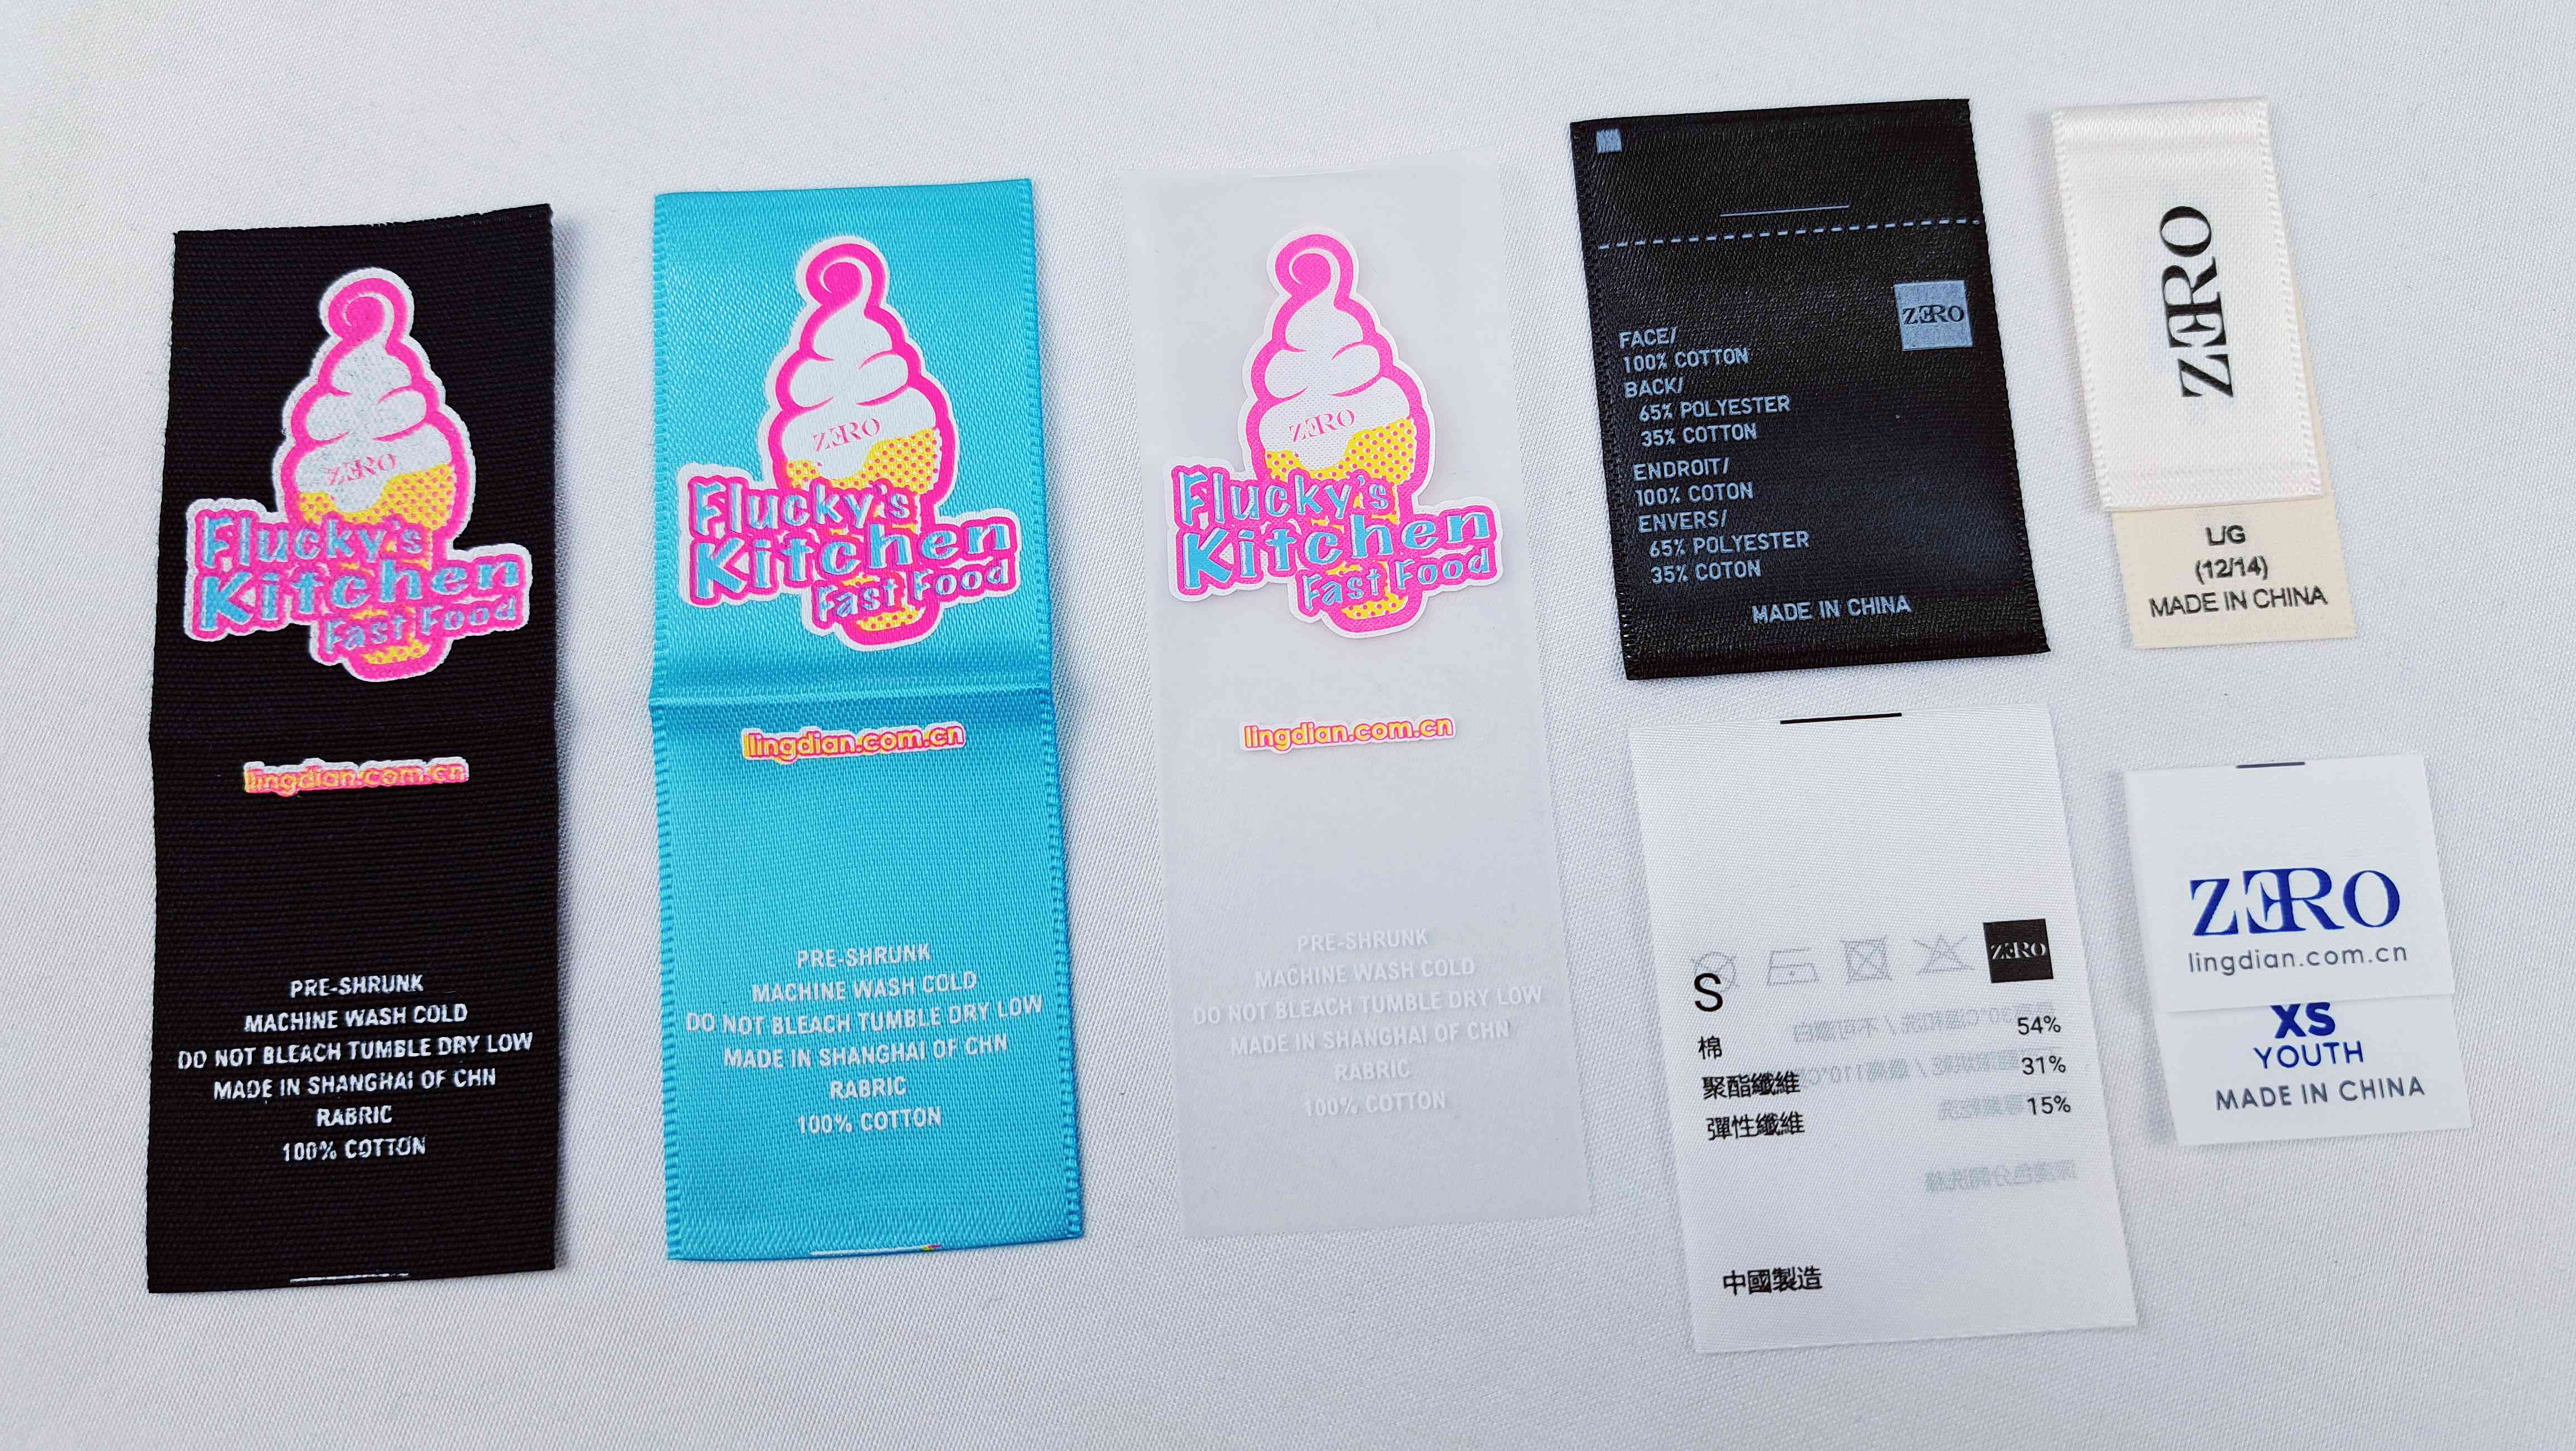 ZERO
Flucky's
Kitchen
Fast Food
lingdian.com.cn
PRE-SHRUNK
MACHINE WASH COLD
DO NOT BLEACH TUMBLE DRY LOW
MADE IN SHANGHAI OF CHN
RABRIC
100% COTTON
ZERO
Flucky's
Kitchen
Fast Food
lingdian.com.cn
PRE-SHRUNK
MACHINE WASH COLD
DO NOT BLEACH TUMBLE DRY LOW
MADE IN SHANGHAI OF CHN
RABRIC
100% COTTON
ZERO
Flucky's
Kitchen
Fast Food
lingdian.com.cn
PRE-SHRUNK
MACHINE WASH COLD
DO NOT BLEACH TUMBLE DRY LOW
MADE IN SHANGHAI OF CHN
RABRIC
100% COTTON
ZERO
FACE/
100% COTTON
BACK/
65% POLYESTER
35% COTTON
ENDROIT/
100% COTON
ENVERS/
65% POLYESTER
35% COTON
MADE IN CHINA
ZERO
L/G
(12/14)
MADE IN CHINA
ZERO
S
棉 54%
聚酯纖維 31%
彈性纖維 15%
中國製造
ZERO
lingdian.com.cn
XS
YOUTH
MADE IN CHINA